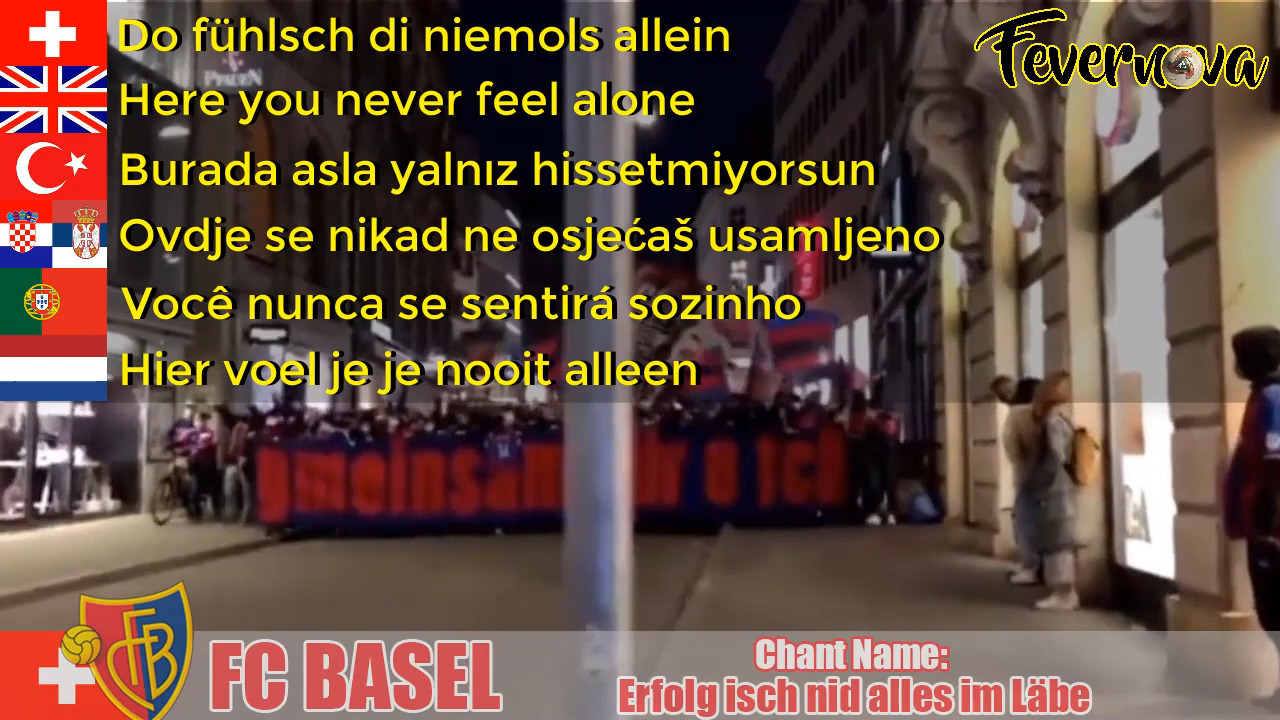 Do fühlsch di niemols allein
Fevernova
Here you never feel alone
Burada asla yalnız hissetmiyorsun
Ovdje se nikad ne osjećaš usamljeno
Você nunca se sentirá sozinho
Hier voel je je nooit alleen
gmeinsam
FCB
FC BASEL
Chant Name:
Erfolg isch nid alles im Läbe